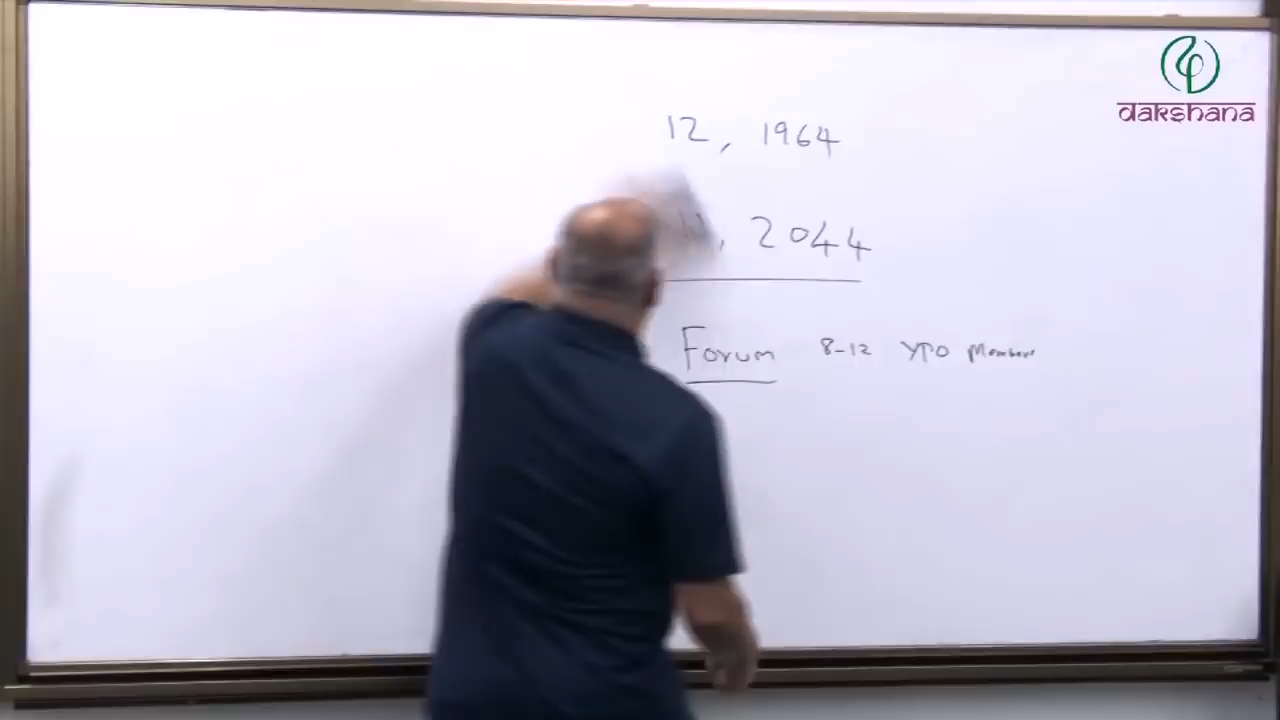 dakshana
12, 1964
, 2044
Forum 8-12 YPO Members